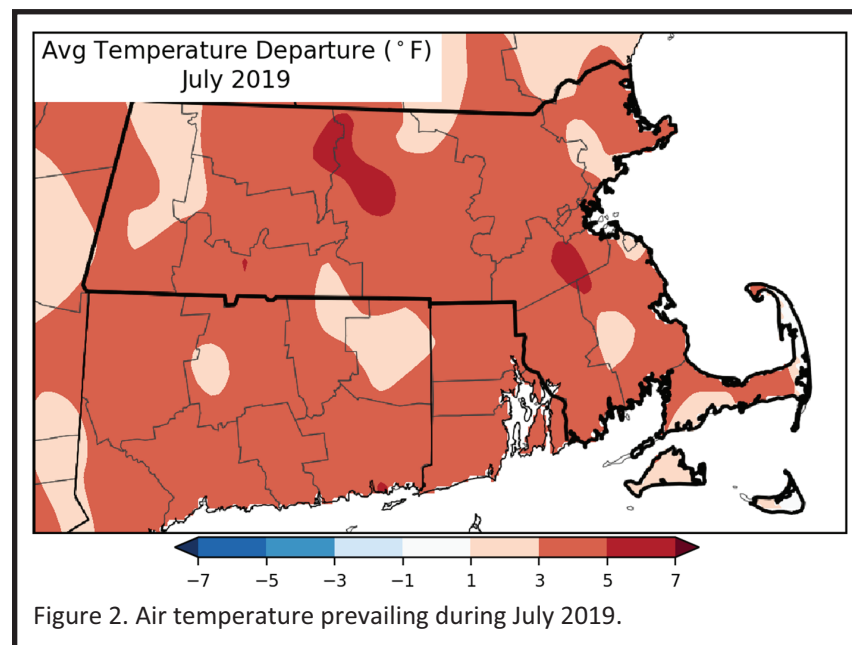 Avg Temperature Departure (°F)
July 2019
−7 −5 −3 −1 1 3 5 7
Figure 2. Air temperature prevailing during July 2019.